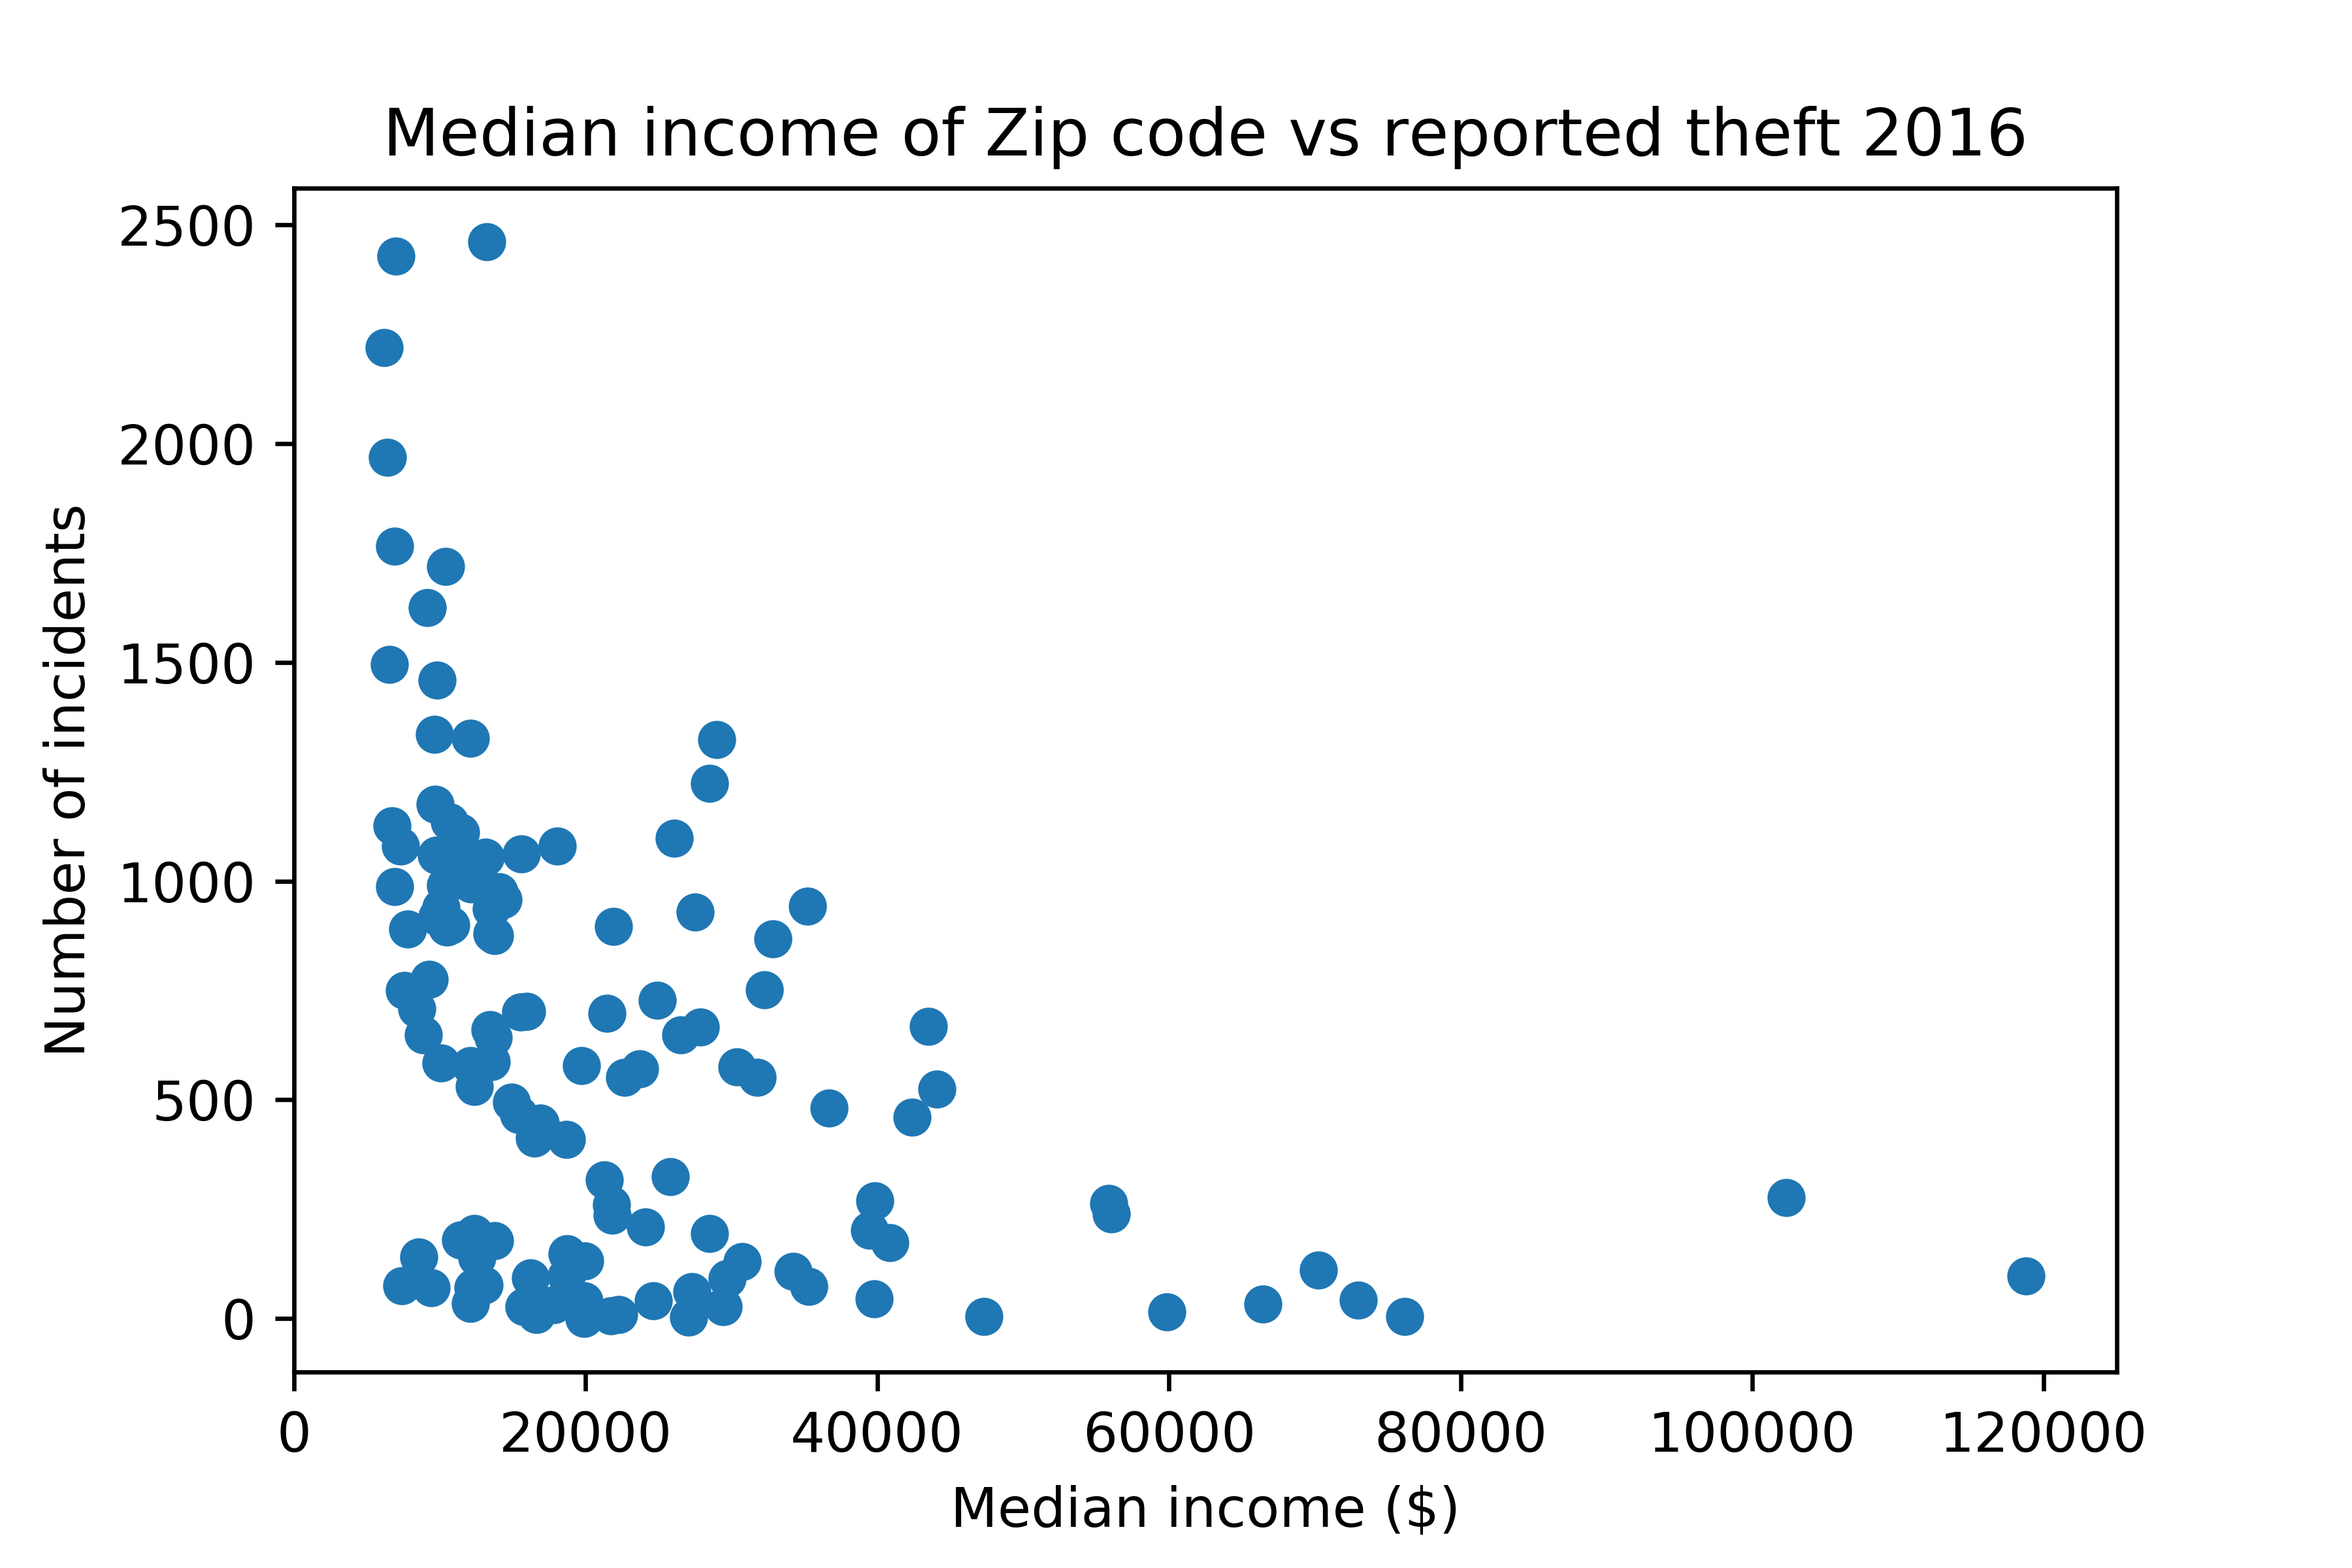 Median income of Zip code vs reported theft 2016
2500
2000
1500
1000
500
0
Number of incidents
0 20000 40000 60000 80000 100000 120000
Median income ($)